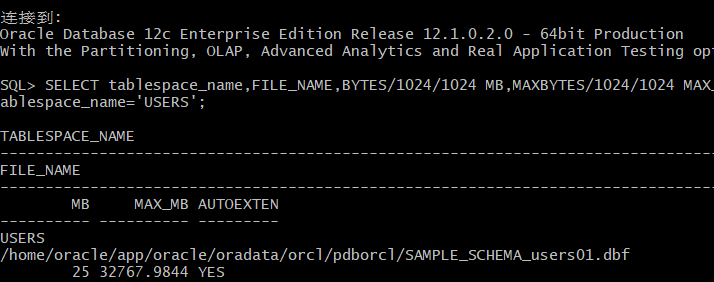 连接到:
Oracle Database 12c Enterprise Edition Release 12.1.0.2.0 - 64bit Production
With the Partitioning, OLAP, Advanced Analytics and Real Application Testing opt
SQL> SELECT tablespace_name,FILE_NAME,BYTES/1024/1024 MB,MAXBYTES/1024/1024 MAX_
ablespace_name='USERS';
TABLESPACE_NAME
--------------------------------------------------------------------------------
FILE_NAME
--------------------------------------------------------------------------------
MB MAX_MB AUTOEXTEN
---------- ---------- ---------
USERS
/home/oracle/app/oracle/oradata/orcl/pdborcl/SAMPLE_SCHEMA_users01.dbf
25 32767.9844 YES